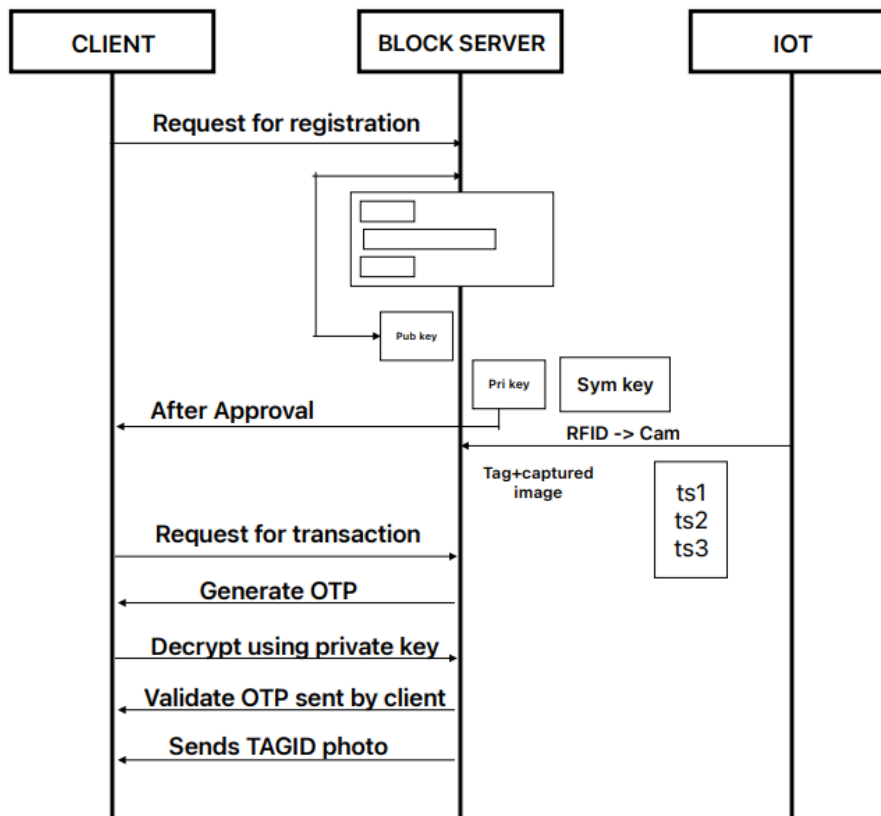 CLIENT
BLOCK SERVER
IOT
Request for registration
Pub key
Pri key
Sym key
After Approval
RFID -> Cam
Tag+captured
image
ts1
ts2
ts3
Request for transaction
Generate OTP
Decrypt using private key
Validate OTP sent by client
Sends TAGID photo